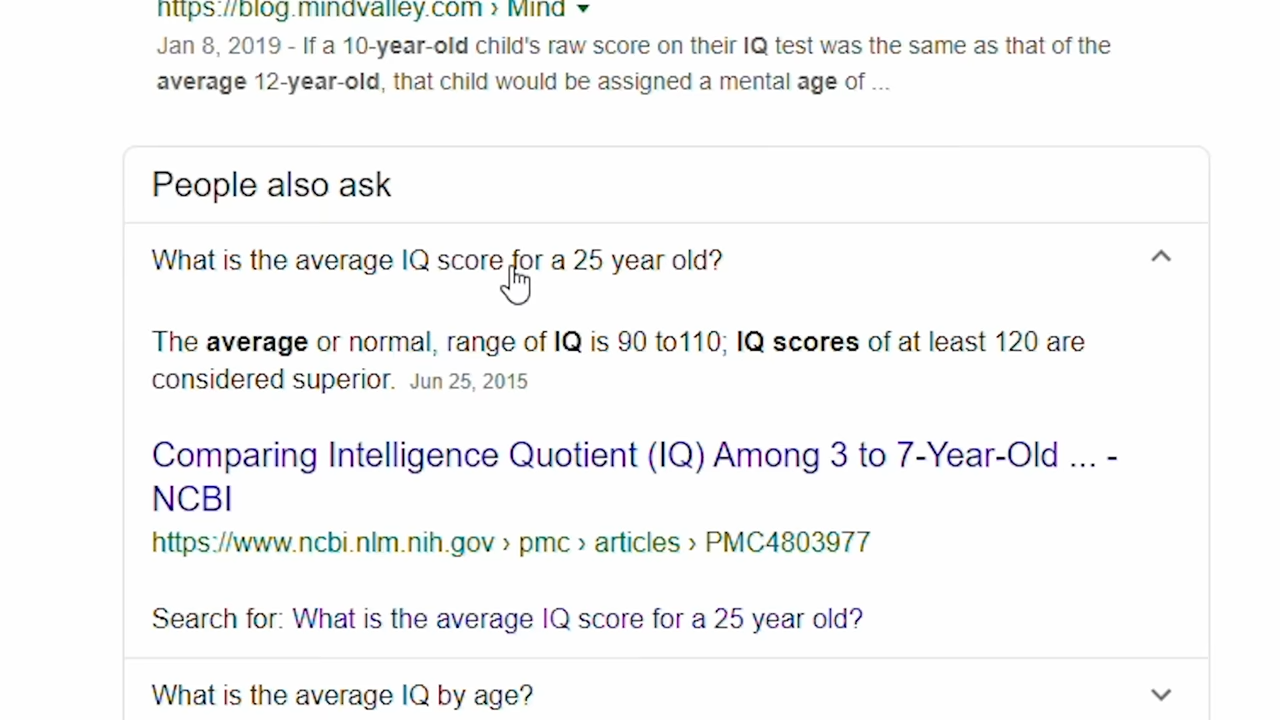 https://blog.mindvalley.com › Mind
Jan 8, 2019 - If a 10-year-old child's raw score on their IQ test was the same as that of the
average 12-year-old, that child would be assigned a mental age of ...
People also ask
What is the average IQ score for a 25 year old?
The average or normal, range of IQ is 90 to110; IQ scores of at least 120 are
considered superior. Jun 25, 2015
Comparing Intelligence Quotient (IQ) Among 3 to 7-Year-Old ... -
NCBI
https://www.ncbi.nlm.nih.gov › pmc › articles › PMC4803977
Search for: What is the average IQ score for a 25 year old?
What is the average IQ by age?